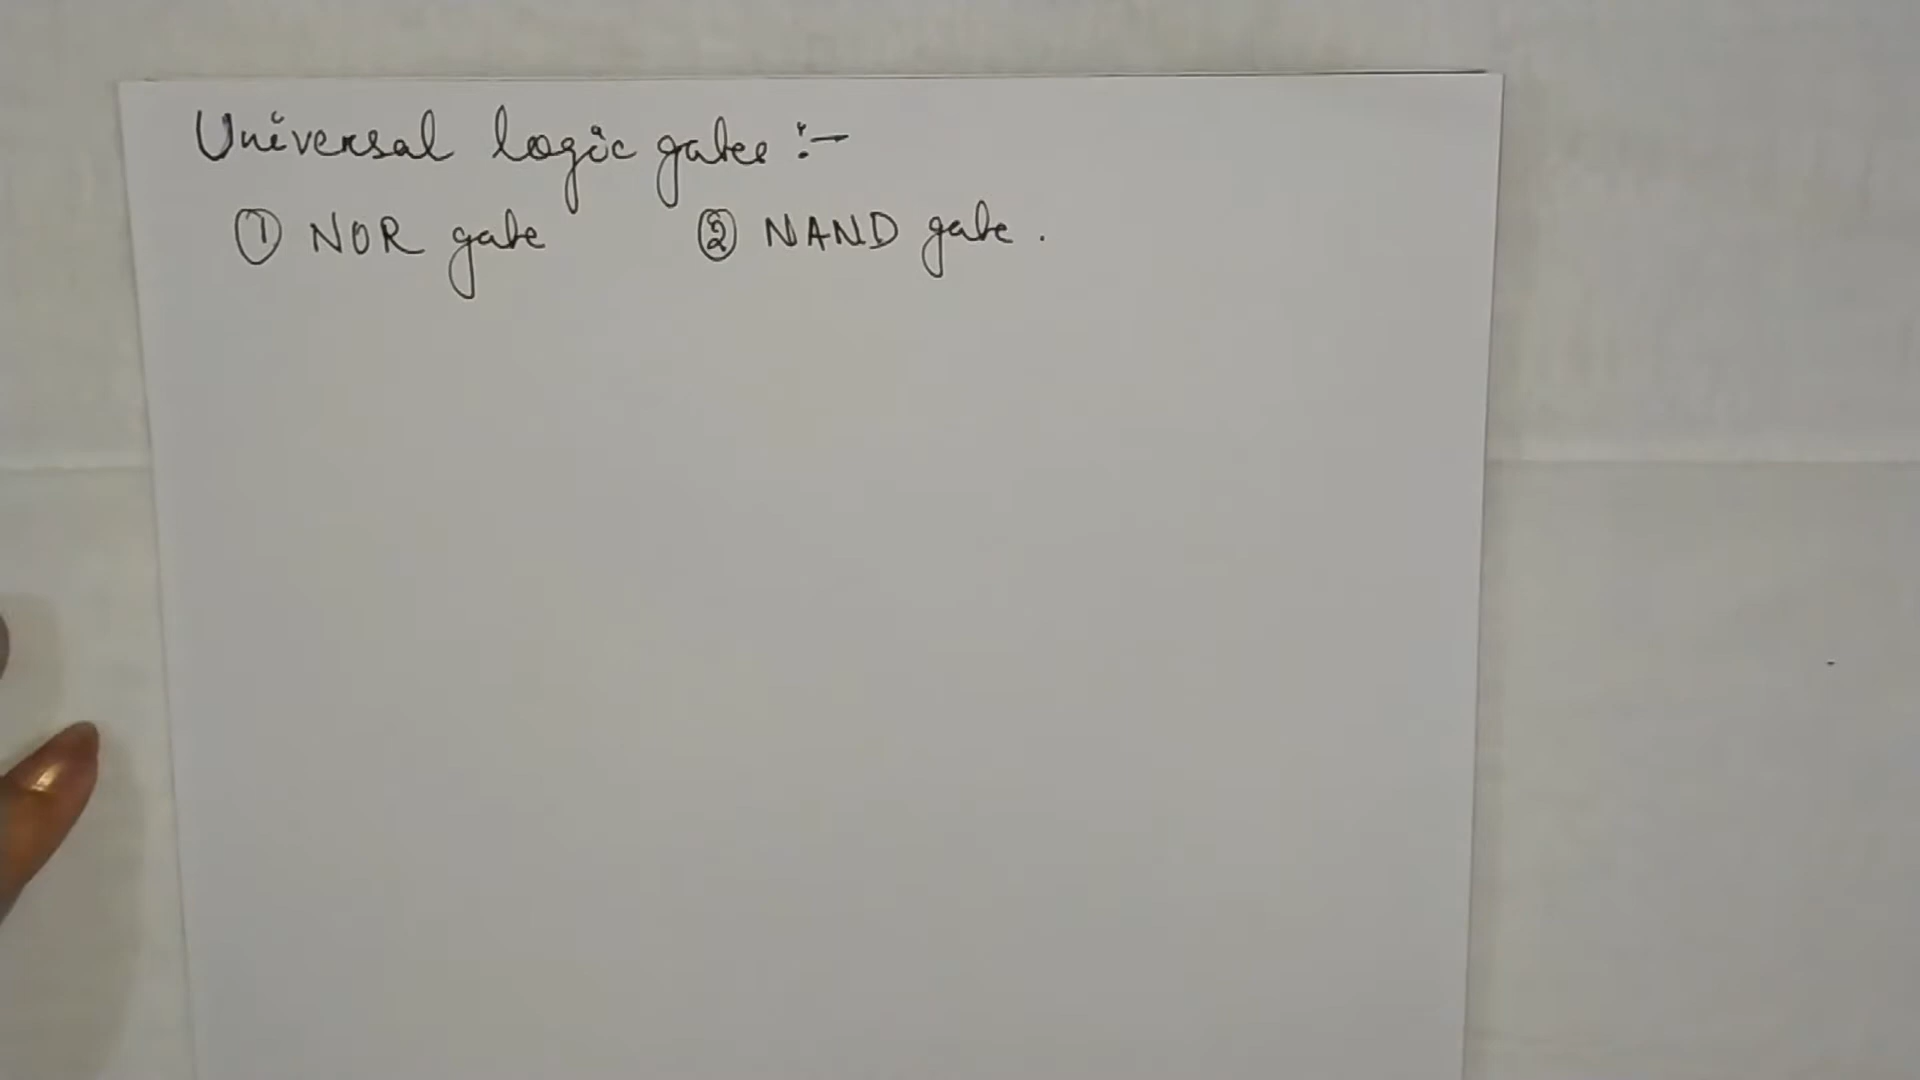 Universal logic gates :-
① NOR gate ② NAND gate .